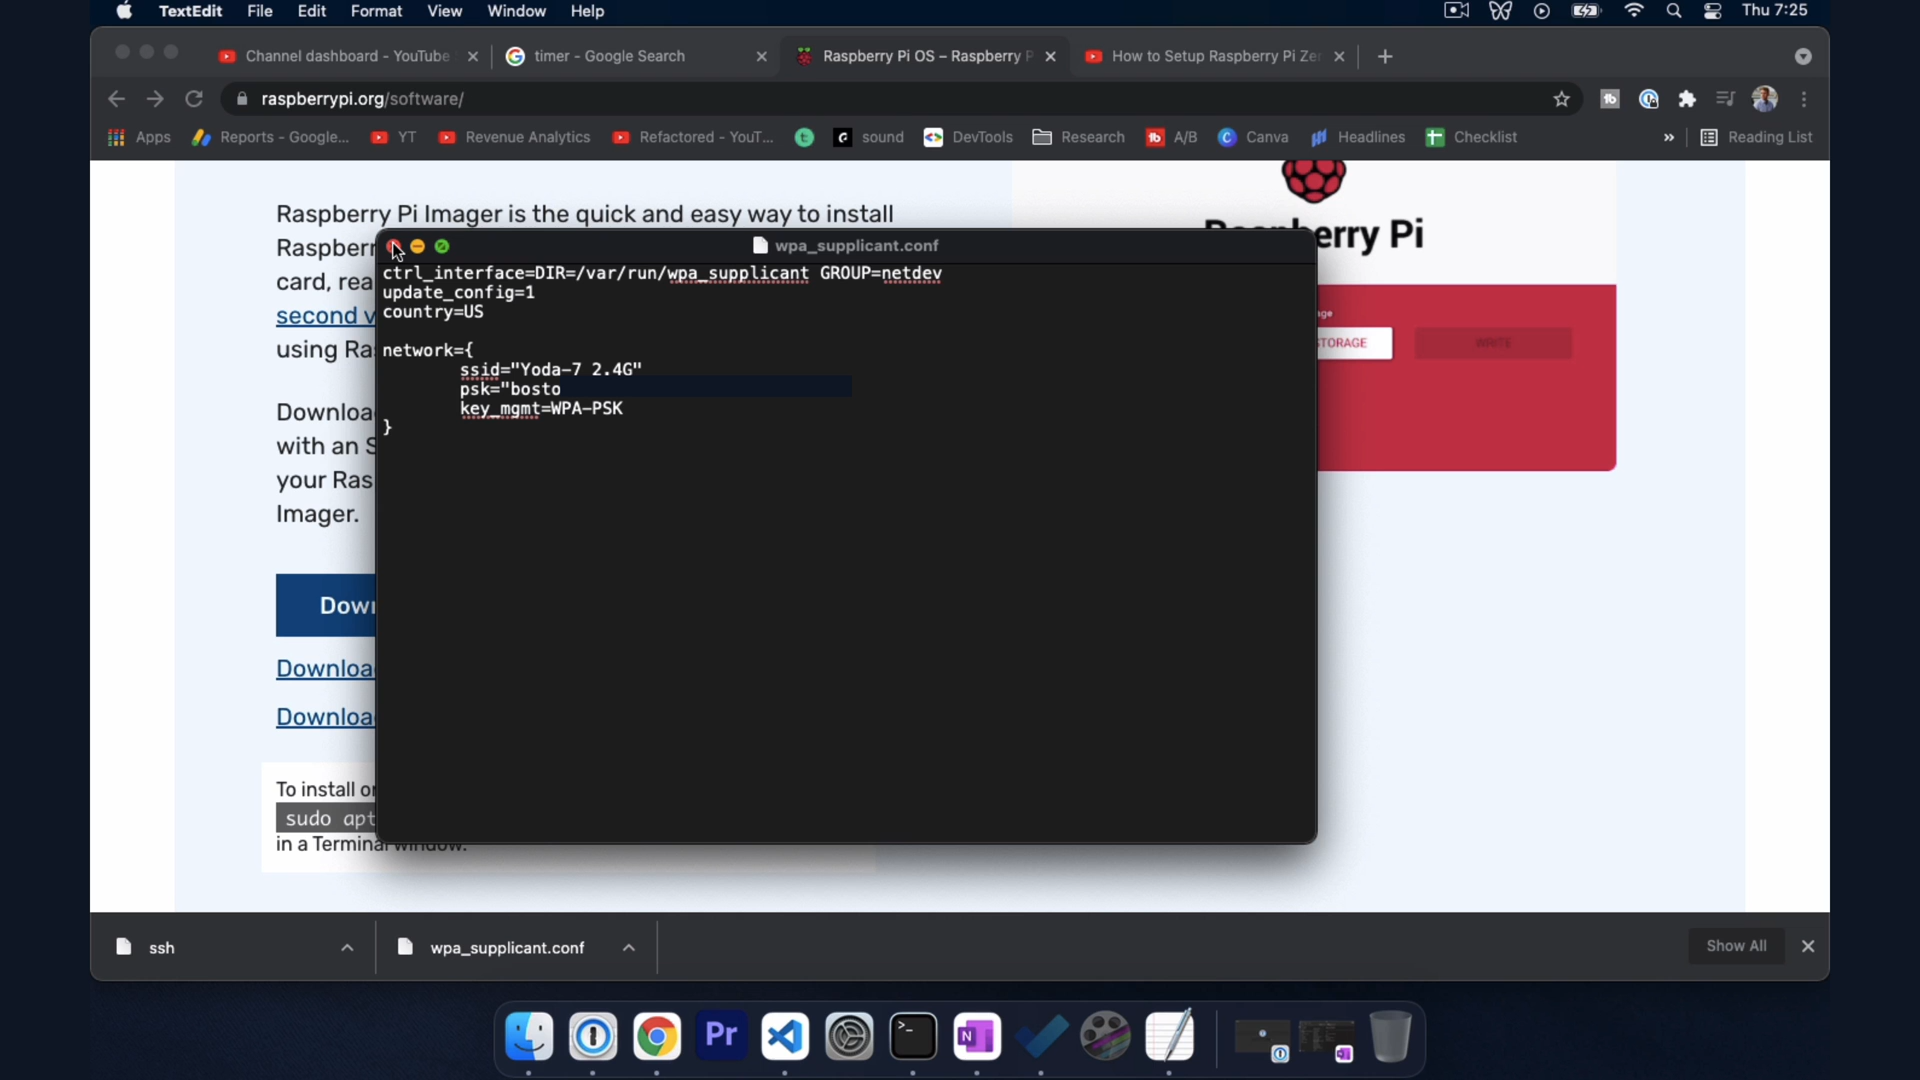 TextEdit File Edit Format View Window Help Thu 7:25
Channel dashboard - YouTube timer - Google Search Raspberry Pi OS – Raspberry P How to Setup Raspberry Pi Zer
raspberrypi.org/software/
Apps Reports - Google... YT Revenue Analytics Refactored - YouT... sound DevTools Research A/B Canva Headlines Checklist » Reading List
Raspberry Pi Imager is the quick and easy way to install
Raspberr
card, rea
second v
using Ra
Raspberry Pi
STORAGE
WRITE
wpa_supplicant.conf
ctrl_interface=DIR=/var/run/wpa_supplicant GROUP=netdev
update_config=1
country=US
network={
ssid="Yoda-7 2.4G"
psk="bosto
key_mgmt=WPA-PSK
}
Downloa
with an S
your Ras
Imager.
Down
Downloa
Downloa
To install o
sudo apt
in a Terminal window.
ssh
wpa_supplicant.conf
Show All
Pr